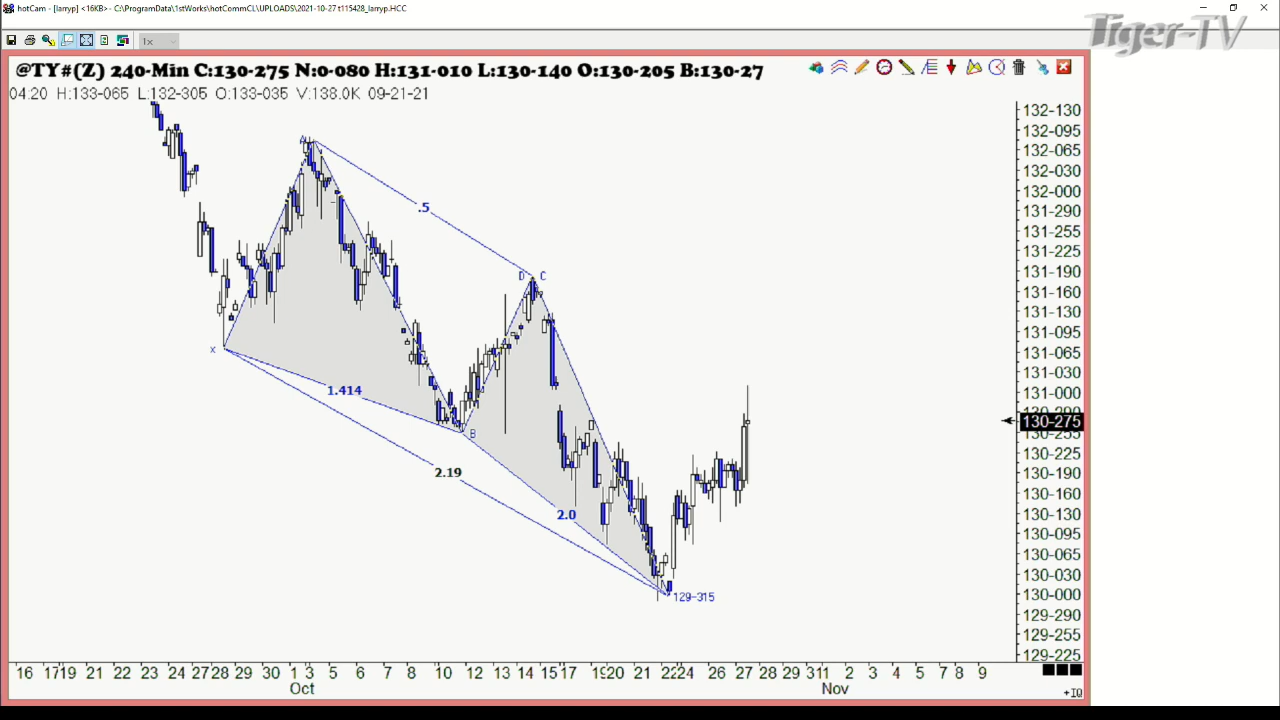 hotCam - [larryp] <16KB> - C:\ProgramData\1stWorks\hotCommCL\UPLOADS\2021-10-27 t115428_larryp.HCC
Tiger-TV
1x
@TY#(Z) 240-Min C:130-275 N:0-080 H:131-010 L:130-140 O:130-205 B:130-27
04:20 H:133-065 L:132-305 O:133-035 V:138.0K 09-21-21
132-130
132-095
132-065
132-030
132-000
131-290
131-255
131-225
131-190
131-160
131-130
131-095
131-065
131-030
131-000
130-275
130-255
130-225
130-190
130-160
130-130
130-095
130-065
130-030
130-000
129-290
129-255
129-225
A
.5
D C
X
1.414
B
2.19
2.0
129-315
16 17 19 21 22 23 24 27 28 29 30 1 3 5 6 7 8 10 12 13 14 15 17 19 20 21 22 24 26 27 28 29 31 1 2 3 4 5 7 8 9
Oct Nov
+IQ